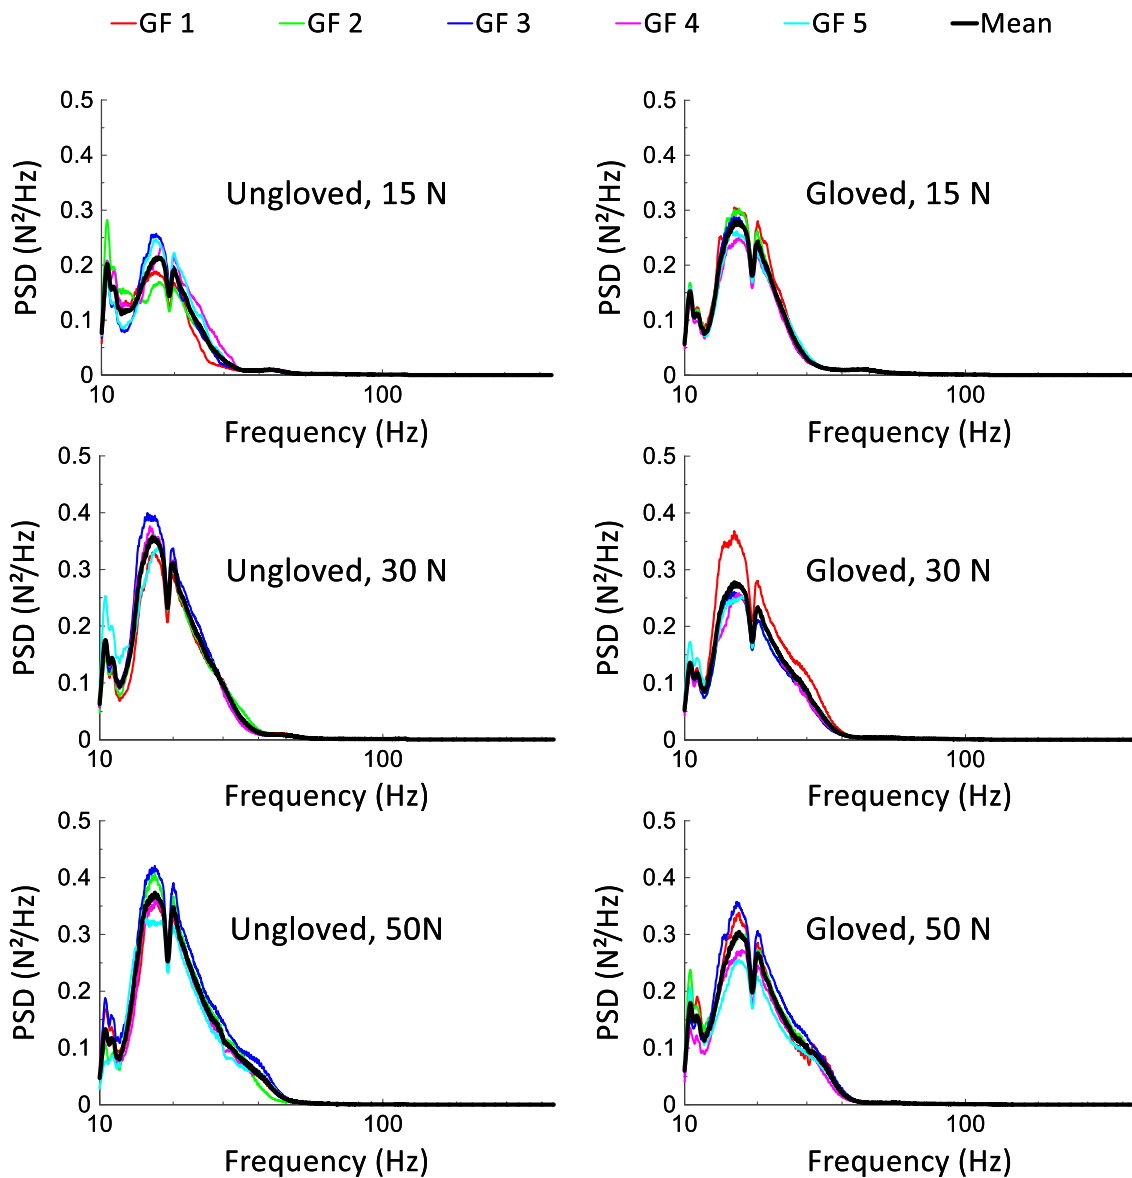 GF 1 GF 2 GF 3 GF 4 GF 5 Mean
0.5
0.4
0.3
0.2
0.1
0
PSD (N²/Hz)
Ungloved, 15 N
10 100
Frequency (Hz)
0.5
0.4
0.3
0.2
0.1
0
PSD (N²/Hz)
Gloved, 15 N
10 100
Frequency (Hz)
0.5
0.4
0.3
0.2
0.1
0
PSD (N²/Hz)
Ungloved, 30 N
10 100
Frequency (Hz)
0.5
0.4
0.3
0.2
0.1
0
PSD (N²/Hz)
Gloved, 30 N
10 100
Frequency (Hz)
0.5
0.4
0.3
0.2
0.1
0
PSD (N²/Hz)
Ungloved, 50N
10 100
Frequency (Hz)
0.5
0.4
0.3
0.2
0.1
0
PSD (N²/Hz)
Gloved, 50 N
10 100
Frequency (Hz)